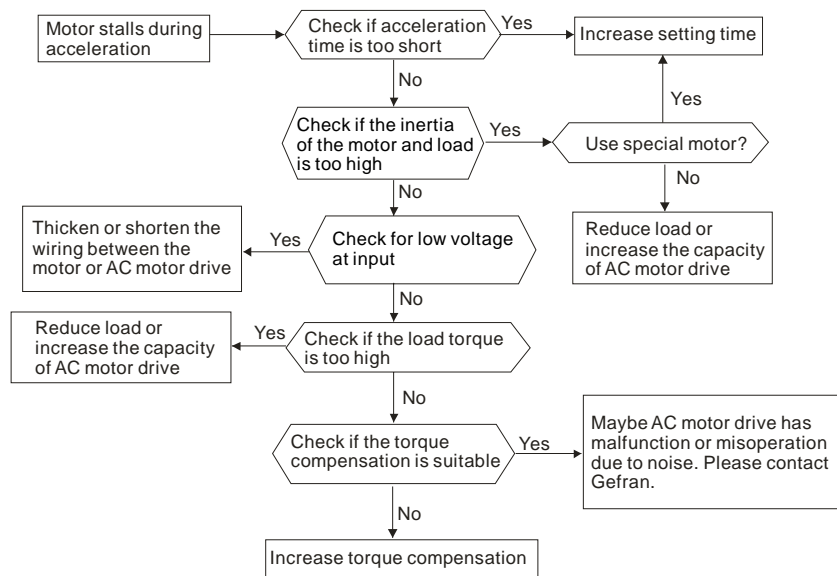 Motor stalls during
acceleration
Check if acceleration
time is too short
Yes
Increase setting time
No
Yes
Check if the inertia
of the motor and load
is too high
Yes
Use special motor?
No
No
Thicken or shorten the
wiring between the
motor or AC motor drive
Yes
Check for low voltage
at input
Reduce load or
increase the capacity
of AC motor drive
No
Reduce load or
increase the capacity
of AC motor drive
Yes
Check if the load torque
is too high
No
Check if the torque
compensation is suitable
Yes
Maybe AC motor drive has
malfunction or misoperation
due to noise. Please contact
Gefran.
No
Increase torque compensation